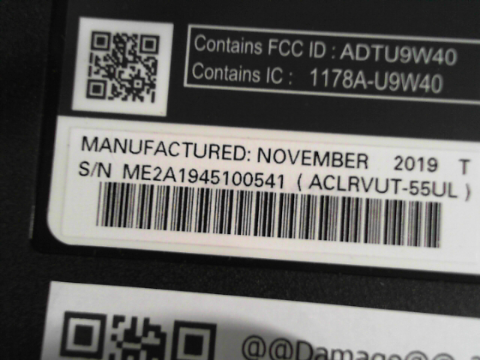 Contains FCC ID : ADTU9W40
Contains IC : 1178A-U9W40
MANUFACTURED: NOVEMBER 2019 T
S/N ME2A1945100541 ( ACLRVUT-55UL )
@@Damage@@